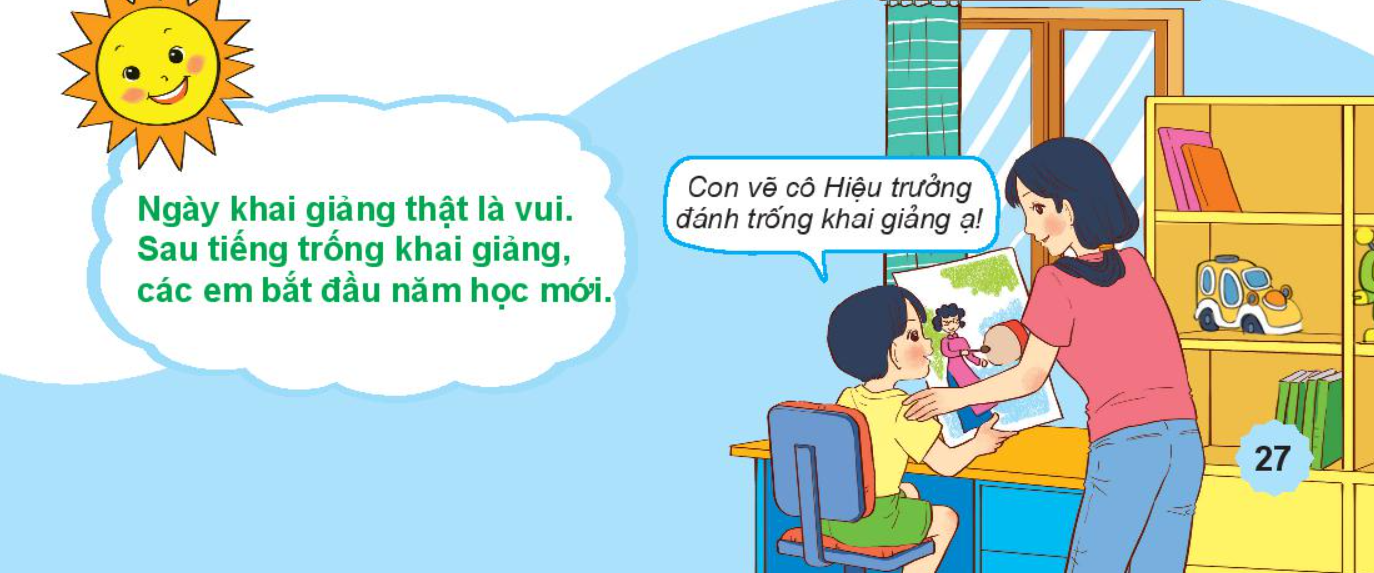 Ngày khai giảng thật là vui.
Sau tiếng trống khai giảng,
các em bắt đầu năm học mới.
Con vẽ cô Hiệu trưởng
đánh trống khai giảng ạ!
27